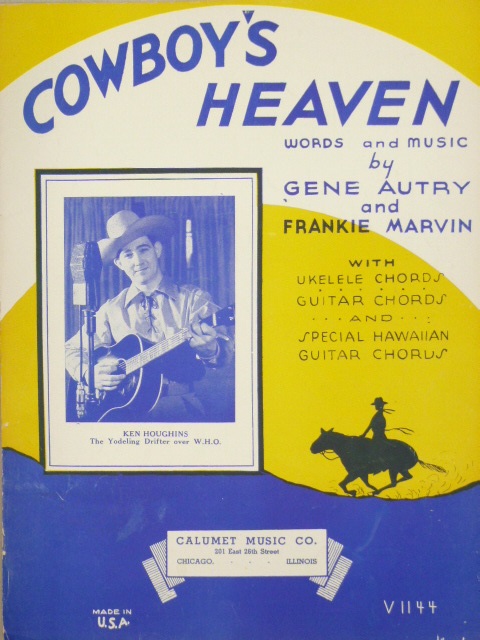 COWBOY'S
HEAVEN
WORDS and MUSIC
by
GENE AUTRY
and
FRANKIE MARVIN
WITH
UKELELE CHORDS
GUITAR CHORDS
. . . AND . . .
SPECIAL HAWAIIAN
GUITAR CHORDS
KEN HOUGHINS
The Yodeling Drifter over W.H.O.
CALUMET MUSIC CO.
201 East 26th Street
CHICAGO, . . . ILLINOIS
MADE IN
U.S.A.
V1144